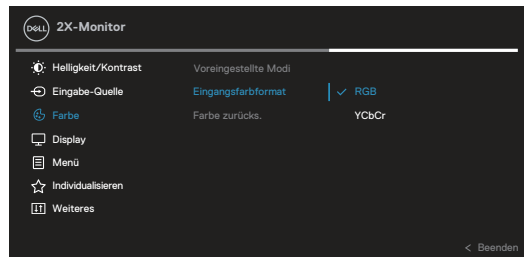 DELL 2X-Monitor
Helligkeit/Kontrast Voreingestellte Modi
Eingabe-Quelle Eingangsfarbformat RGB
Farbe Farbe zurücks. YCbCr
Display
Menü
Individualisieren
Weiteres
< Beenden